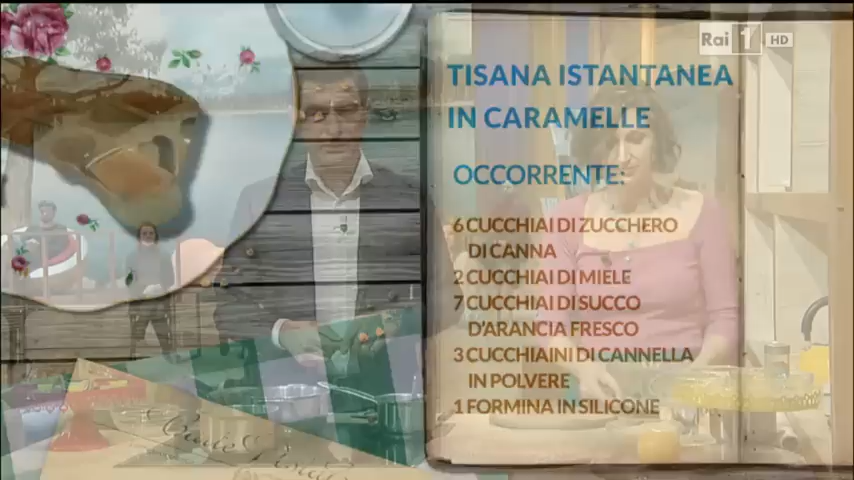 Rai 1 HD
TISANA ISTANTANEA
IN CARAMELLE
OCCORRENTE:
6 CUCCHIAI DI ZUCCHERO
DI CANNA
2 CUCCHIAI DI MIELE
7 CUCCHIAI DI SUCCO
D'ARANCIA FRESCO
3 CUCCHIAINI DI CANNELLA
IN POLVERE
1 FORMINA IN SILICONE